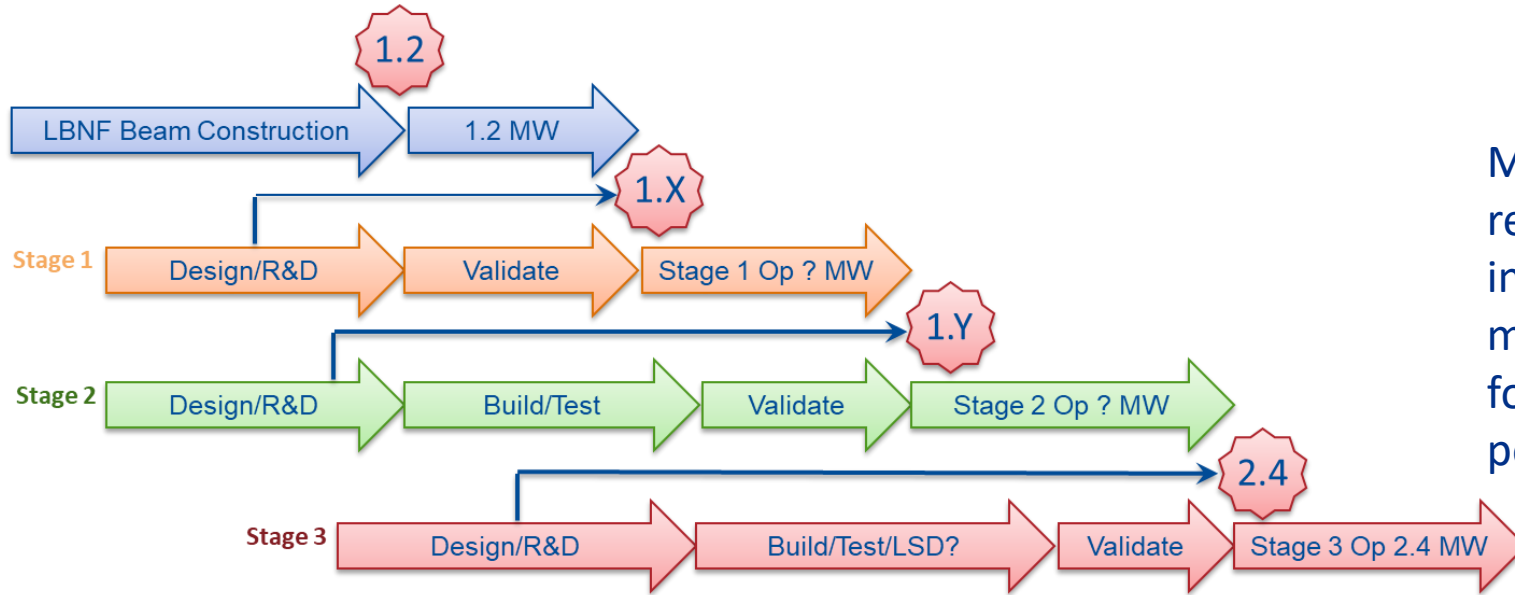 1.2
LBNF Beam Construction
1.2 MW
1.X
Stage 1
Design/R&D
Validate
Stage 1 Op ? MW
1.Y
Stage 2
Design/R&D
Build/Test
Validate
Stage 2 Op ? MW
2.4
Stage 3
Design/R&D
Build/Test/LSD?
Validate
Stage 3 Op 2.4 MW